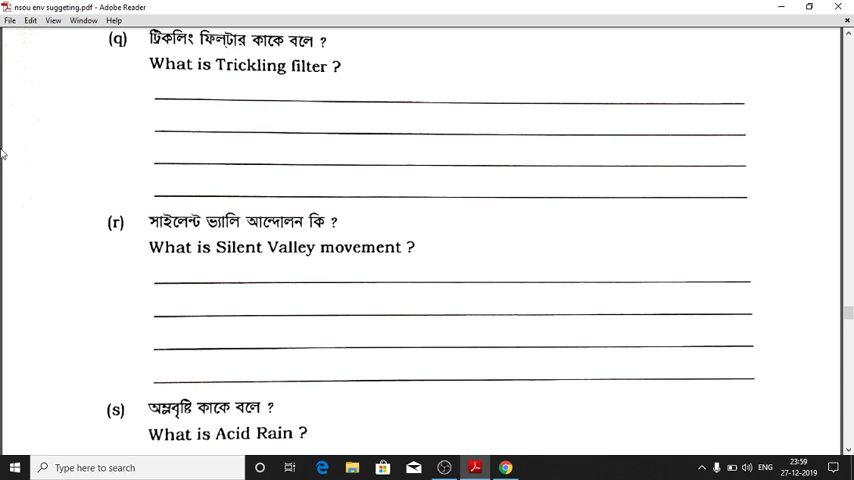 nsou env suggeting.pdf - Adobe Reader
File Edit View Window Help
(q) ট্রিকলিং ফিলটার কাকে বলে ?
What is Trickling filter ?
(r) সাইলেন্ট ভ্যালি আন্দোলন কি ?
What is Silent Valley movement ?
(s) অম্লবৃষ্টি কাকে বলে ?
What is Acid Rain ?
Type here to search
ENG
23:59
27-12-2019